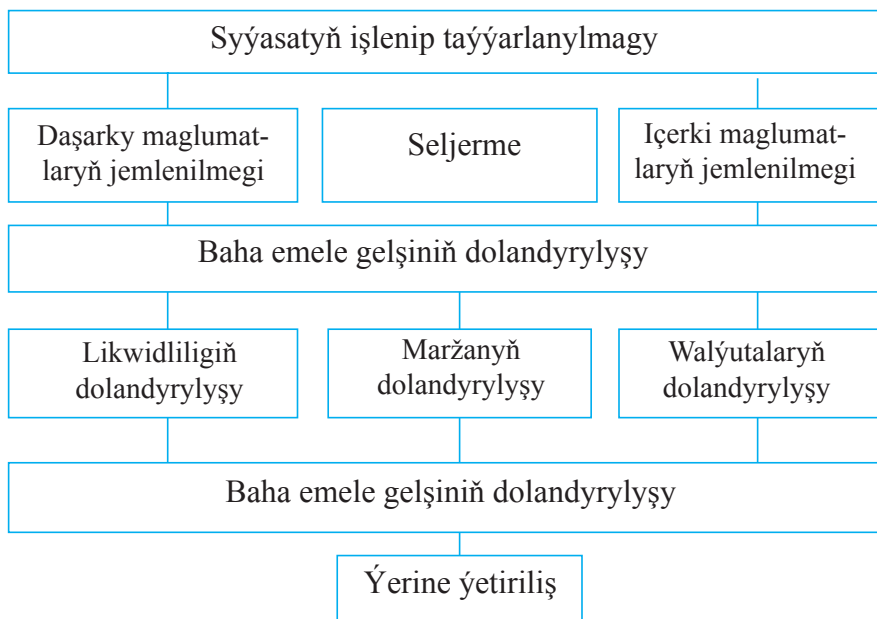 Syýasatyň işlenip taýýarlanylmagy
Daşarky maglumat-
laryň jemlenilmegi
Seljerme
Içerki maglumat-
laryň jemlenilmegi
Baha emele gelşiniň dolandyrylyşy
Likwidliligiň
dolandyrylyşy
Maržanyň
dolandyrylyşy
Walýutalaryň
dolandyrylyşy
Baha emele gelşiniň dolandyrylyşy
Ýerine ýetiriliş